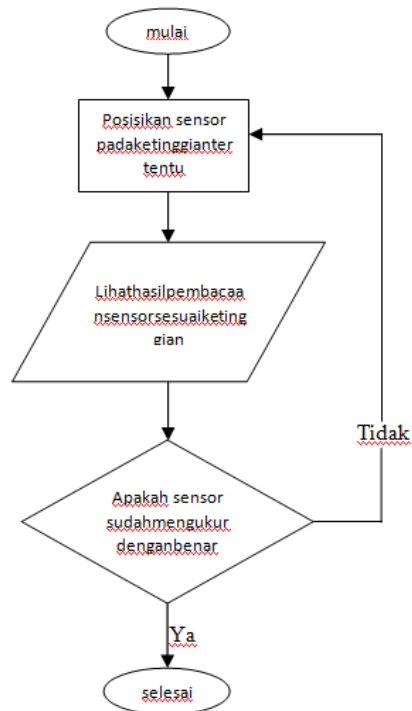 mulai
Posisikan sensor
padaketinggianter
tentu
Lihathasilpembacaa
nsensorsesuaiketing
gian
Tidak
Apakah sensor
sudahmengukur
denganbenar
Ya
selesai